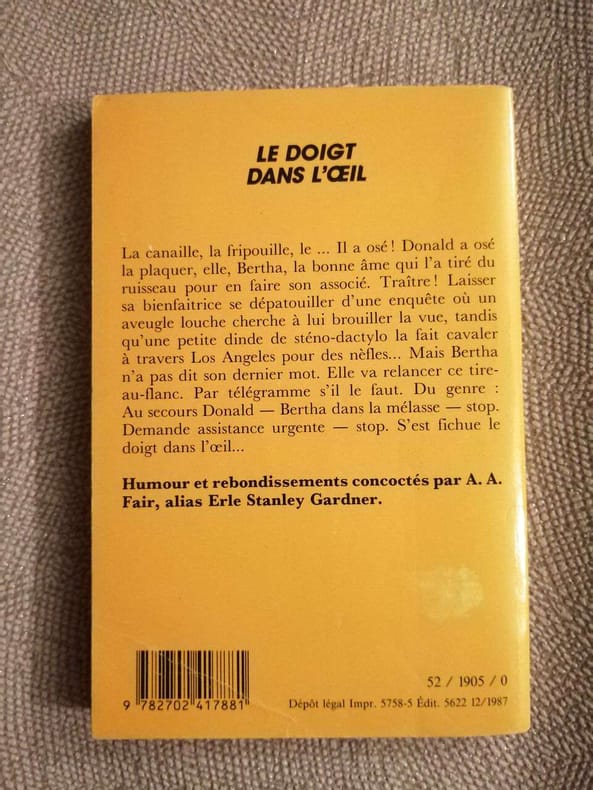 LE DOIGT
DANS L'ŒIL
La canaille, la fripouille, le ... Il a osé ! Donald a osé
la plaquer, elle, Bertha, la bonne âme qui l'a tiré du
ruisseau pour en faire son associé. Traître ! Laisser
sa bienfaitrice se dépatouiller d'une enquête où un
aveugle louche cherche à lui brouiller la vue, tandis
qu'une petite dinde de sténo-dactylo la fait cavaler
à travers Los Angeles pour des nèfles... Mais Bertha
n'a pas dit son dernier mot. Elle va relancer ce tire-
au-flanc. Par télégramme s'il le faut. Du genre :
Au secours Donald — Bertha dans la mélasse — stop.
Demande assistance urgente — stop. S'est fichue le
doigt dans l'œil...
Humour et rebondissements concoctés par A. A.
Fair, alias Erle Stanley Gardner.
52 / 1905 / 0
9 782702 417881
Dépôt légal Impr. 5758-5 Édit. 5622 12/1987